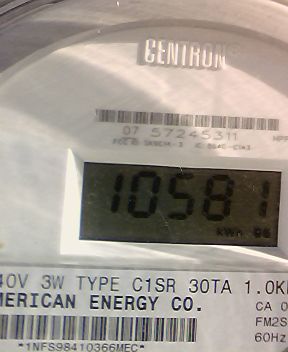 CENTRON®
07 57245311
10581
kWh 06
40V 3W TYPE C1SR 30TA 1.0K
MERICAN ENERGY CO.
CA 0
FM2S
60Hz
*1NFS98410366MEC*